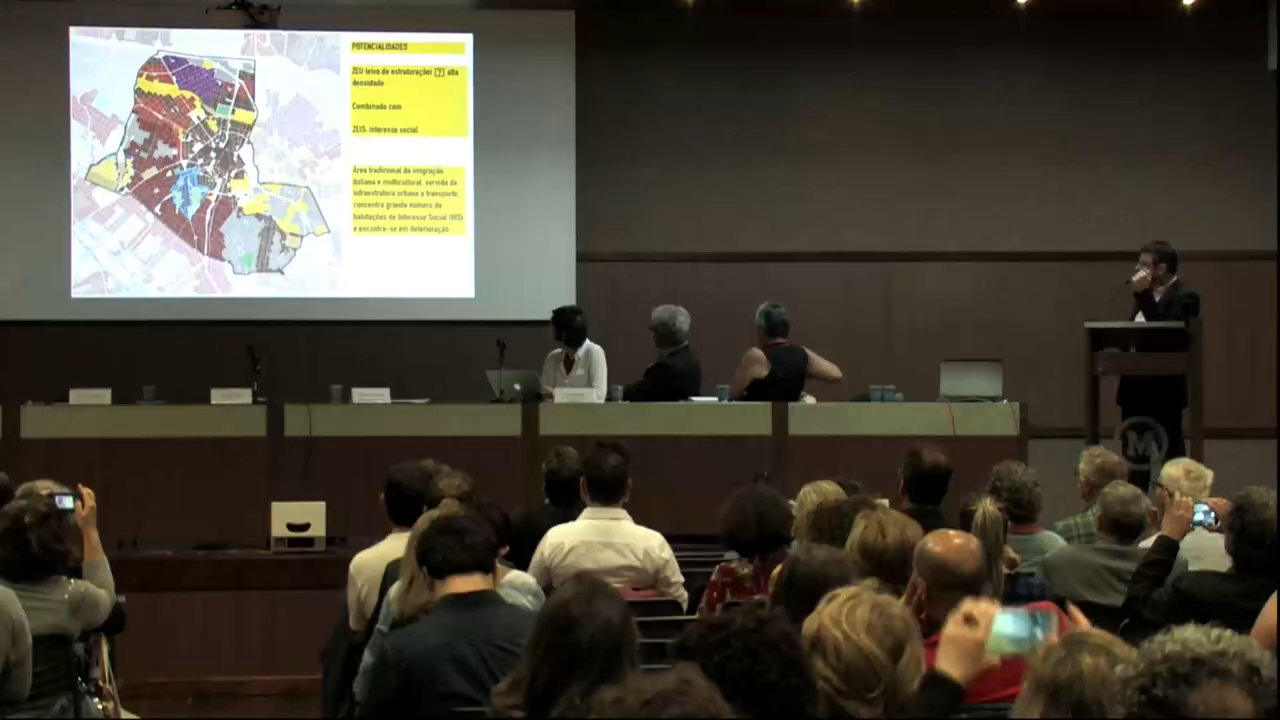 POTENCIALIDADES
ZEU (eixo de estruturação) ? alta
densidade
Combinado com
ZEIS, interesse social
Área tradicional da imigração
italiana e multicultural, servida de
infraestrutura urbana e transporte,
concentra grande número de
habitações de Interesse Social (HIS)
e encontra-se em deterioração
M